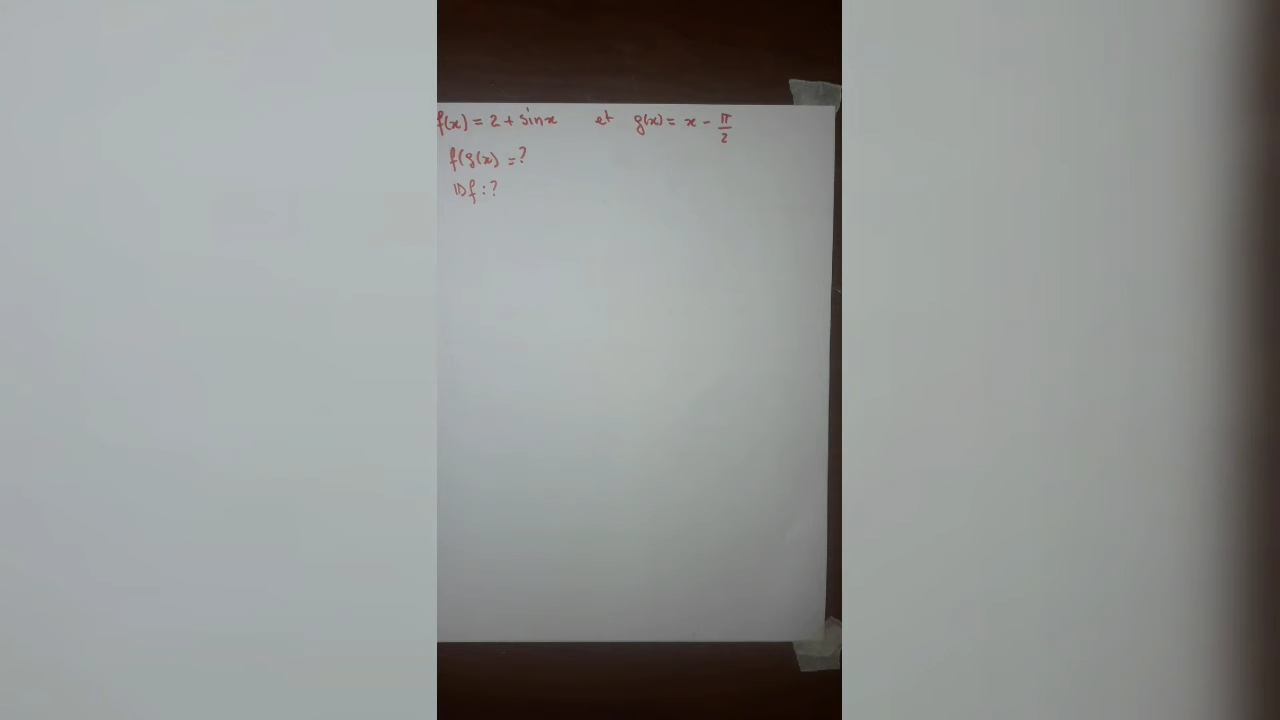 f(x) = 2 + sinx et g(x) = x - π/2
f(g(x) = ?
Df : ?